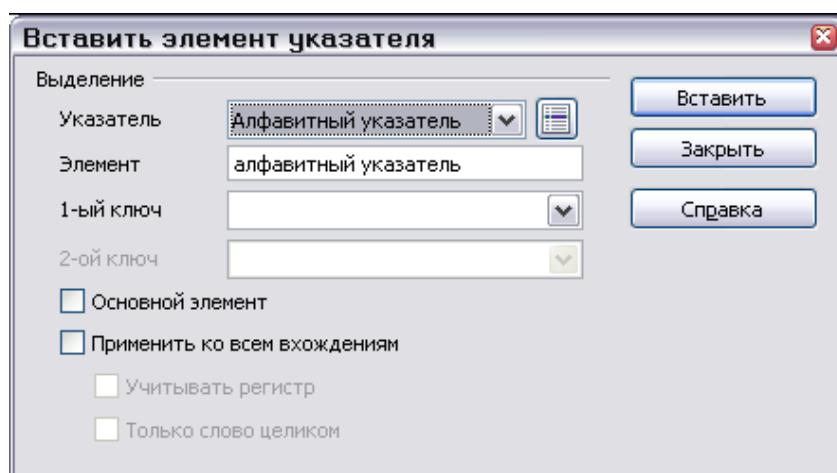 Вставить элемент указателя
Выделение
Указатель
Алфавитный указатель
Элемент
алфавитный указатель
1-ый ключ
2-ой ключ
Основной элемент
Применить ко всем вхождениям
Учитывать регистр
Только слово целиком
Вставить
Закрыть
Справка